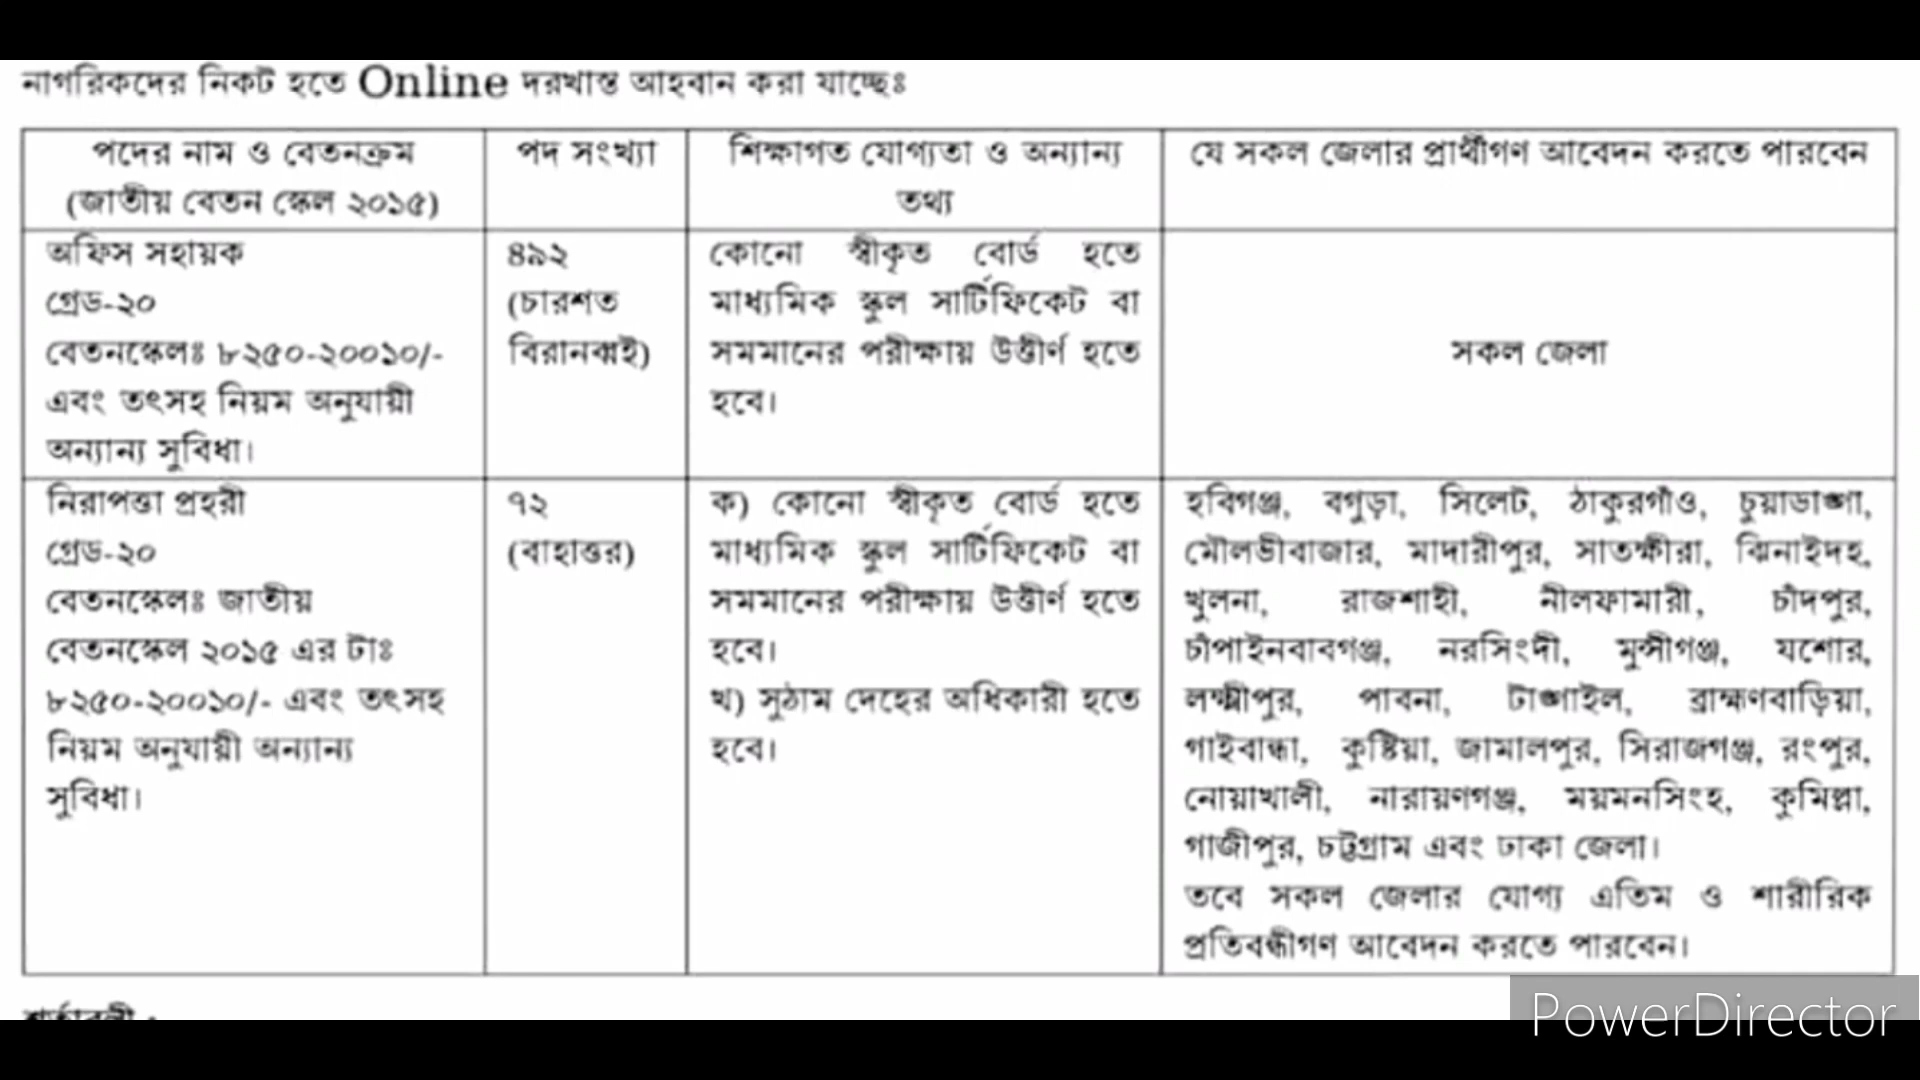 নাগরিকদের নিকট হতে Online দরখাস্ত আহবান করা যাচ্ছেঃ
পদের নাম ও বেতনক্রম
(জাতীয় বেতন স্কেল ২০১৫)
পদ সংখ্যা
শিক্ষাগত যোগ্যতা ও অন্যান্য
তথ্য
যে সকল জেলার প্রার্থীগণ আবেদন করতে পারবেন
অফিস সহায়ক
গ্রেড-২০
বেতনস্কেলঃ ৮২৫০-২০০১০/-
এবং তৎসহ নিয়ম অনুযায়ী
অন্যান্য সুবিধা।
৪৯২
(চারশত
বিরানব্বই)
কোনো স্বীকৃত বোর্ড হতে
মাধ্যমিক স্কুল সার্টিফিকেট বা
সমমানের পরীক্ষায় উত্তীর্ণ হতে
হবে।
সকল জেলা
নিরাপত্তা প্রহরী
গ্রেড-২০
বেতনস্কেলঃ জাতীয়
বেতনস্কেল ২০১৫ এর টাঃ
৮২৫০-২০০১০/- এবং তৎসহ
নিয়ম অনুযায়ী অন্যান্য
সুবিধা।
৭২
(বাহাত্তর)
ক) কোনো স্বীকৃত বোর্ড হতে
মাধ্যমিক স্কুল সার্টিফিকেট বা
সমমানের পরীক্ষায় উত্তীর্ণ হতে
হবে।
খ) সুঠাম দেহের অধিকারী হতে
হবে।
হবিগঞ্জ, বগুড়া, সিলেট, ঠাকুরগাঁও, চুয়াডাঙ্গা,
মৌলভীবাজার, মাদারীপুর, সাতক্ষীরা, ঝিনাইদহ,
খুলনা, রাজশাহী, নীলফামারী, চাঁদপুর,
চাঁপাইনবাবগঞ্জ, নরসিংদী, মুন্সীগঞ্জ, যশোর,
লক্ষ্মীপুর, পাবনা, টাঙ্গাইল, ব্রাহ্মণবাড়িয়া,
গাইবান্ধা, কুষ্টিয়া, জামালপুর, সিরাজগঞ্জ, রংপুর,
নোয়াখালী, নারায়ণগঞ্জ, ময়মনসিংহ, কুমিল্লা,
গাজীপুর, চট্টগ্রাম এবং ঢাকা জেলা।
তবে সকল জেলার যোগ্য এতিম ও শারীরিক
প্রতিবন্ধীগণ আবেদন করতে পারবেন।
শর্তাবলী :
PowerDirector